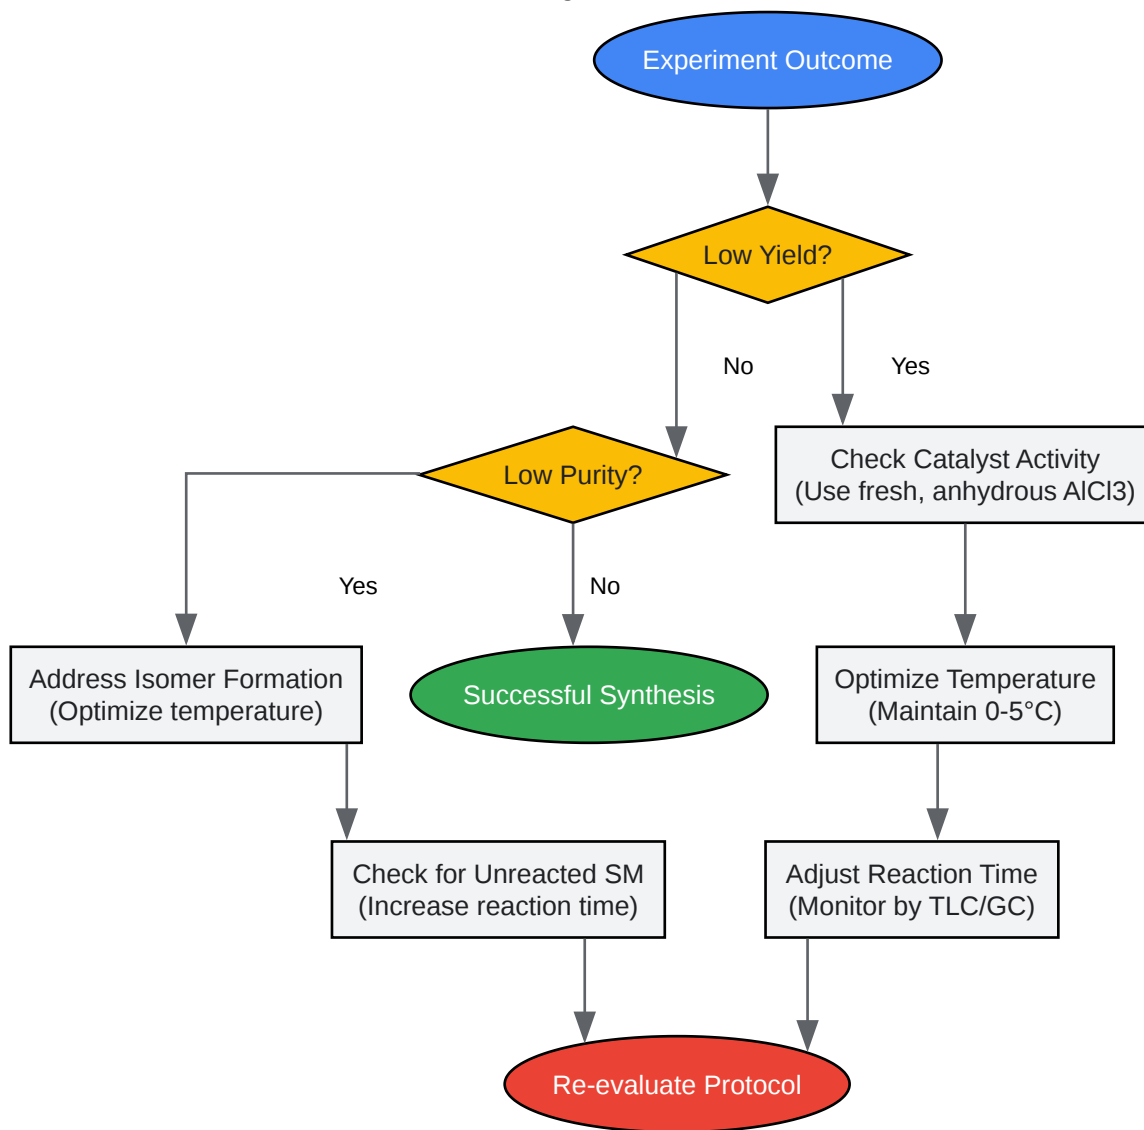 Experiment Outcome
Low Yield?
No
Yes
Low Purity?
Check Catalyst Activity
(Use fresh, anhydrous AlCl3)
Yes
No
Address Isomer Formation
(Optimize temperature)
Successful Synthesis
Optimize Temperature
(Maintain 0-5°C)
Check for Unreacted SM
(Increase reaction time)
Adjust Reaction Time
(Monitor by TLC/GC)
Re-evaluate Protocol